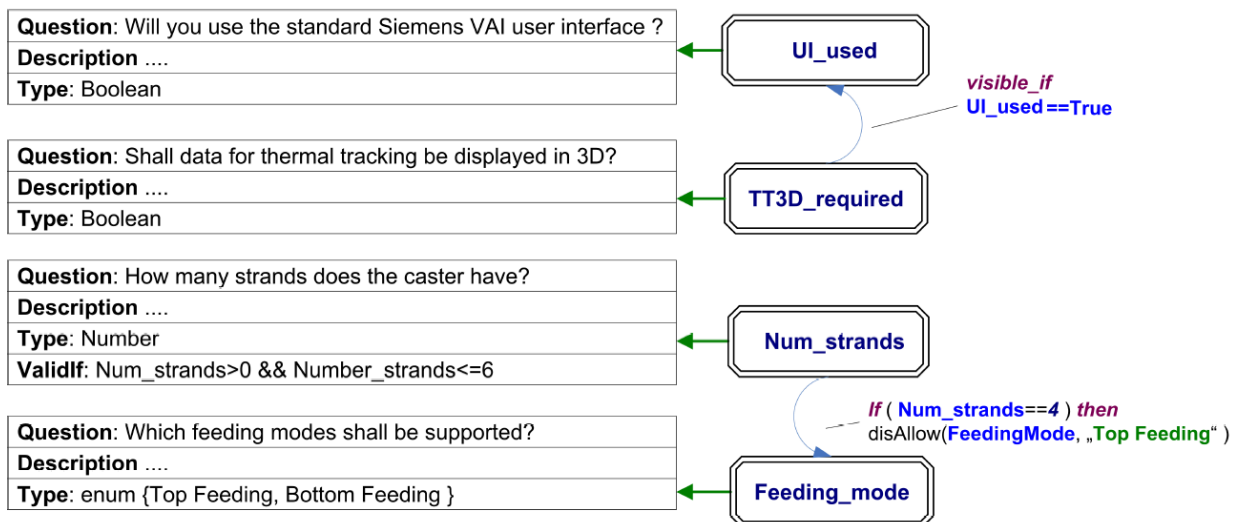 Question: Will you use the standard Siemens VAI user interface ?
Description ....
Type: Boolean
UI_used
visible_if
UI_used==True
Question: Shall data for thermal tracking be displayed in 3D?
Description ....
Type: Boolean
TT3D_required
Question: How many strands does the caster have?
Description ....
Type: Number
ValidIf: Num_strands>0 && Number_strands<=6
Num_strands
If ( Num_strands==4 ) then
disAllow(FeedingMode, „Top Feeding“ )
Question: Which feeding modes shall be supported?
Description ....
Type: enum {Top Feeding, Bottom Feeding }
Feeding_mode